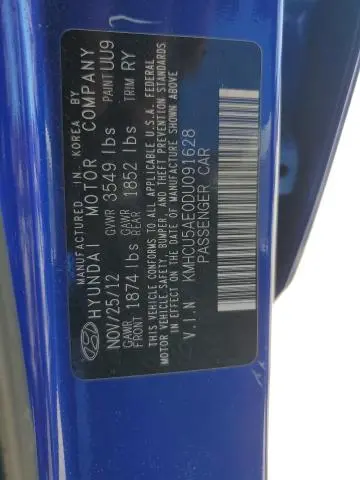 MANUFACTURED IN KOREA BY
HYUNDAI MOTOR COMPANY
NOV/25/12 GVWR 3549 lbs PAINT UU9
GAWR FRONT 1874 lbs GAWR REAR 1852 lbs TRIM RY
THIS VEHICLE CONFORMS TO ALL APPLICABLE U.S.A. FEDERAL
MOTOR VEHICLE SAFETY, BUMPER, AND THEFT PREVENTION STANDARDS
IN EFFECT ON THE DATE OF MANUFACTURE SHOWN ABOVE
V.I.N KMHCU5AE0DU091628
PASSENGER CAR